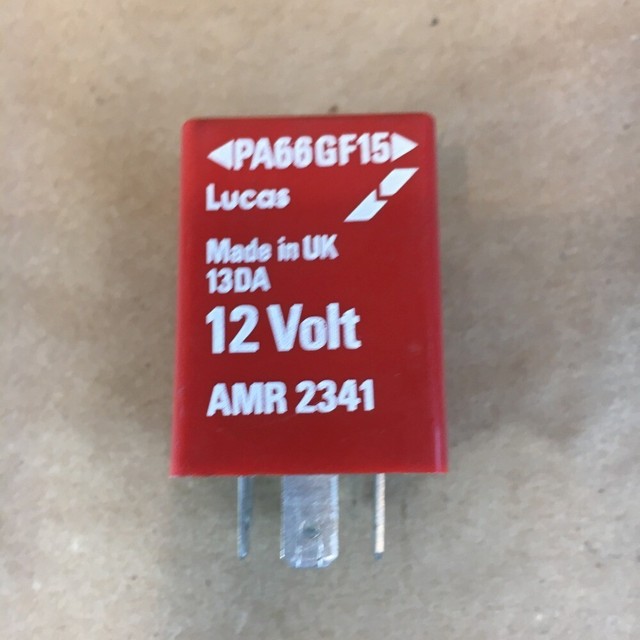 PA66GF15
Lucas
Made in UK
13DA
12 Volt
AMR 2341